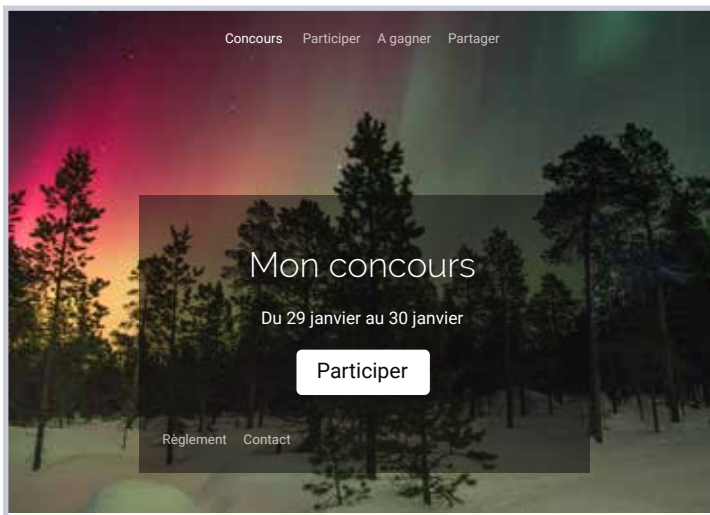 Concours Participer A gagner Partager
Mon concours
Du 29 janvier au 30 janvier
Participer
Règlement Contact